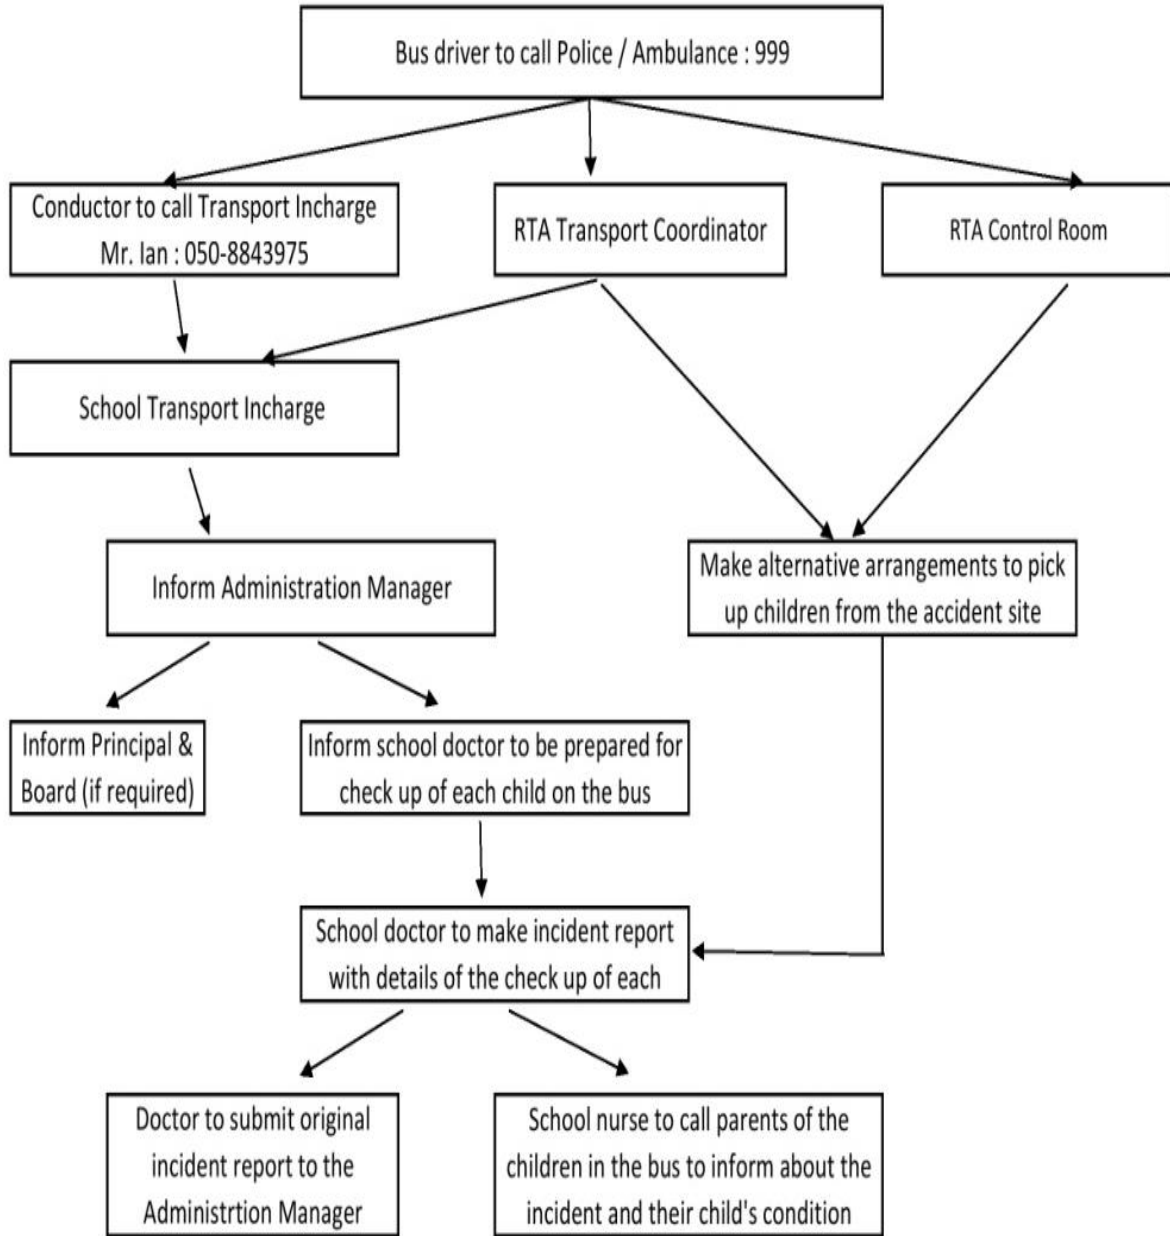 Bus driver to call Police / Ambulance : 999
Conductor to call Transport Incharge
Mr. Ian : 050-8843975
RTA Transport Coordinator
RTA Control Room
School Transport Incharge
Inform Administration Manager
Make alternative arrangements to pick
up children from the accident site
Inform Principal &
Board (if required)
Inform school doctor to be prepared for
check up of each child on the bus
School doctor to make incident report
with details of the check up of each
Doctor to submit original
incident report to the
Administrtion Manager
School nurse to call parents of the
children in the bus to inform about the
incident and their child's condition